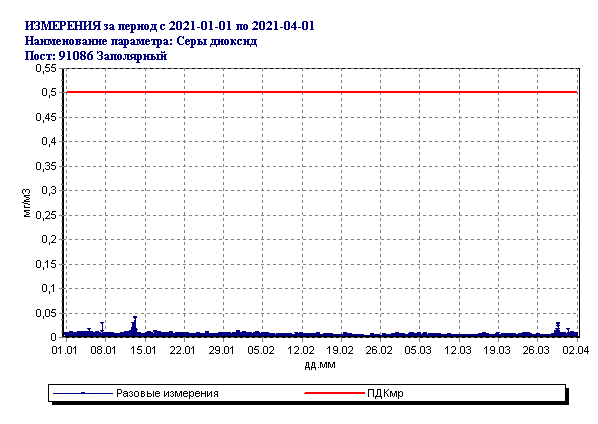 ИЗМЕРЕНИЯ за период с 2021-01-01 по 2021-04-01
Наименование параметра: Серы диоксид
Пост: 91086 Заполярный
0,55
0,5
0,45
0,4
0,35
0,3
0,25
0,2
0,15
0,1
0,05
0
мг/м3
01.01 08.01 15.01 22.01 29.01 05.02 12.02 19.02 26.02 05.03 12.03 19.03 26.03 02.04
дд.мм
Разовые измерения ПДКмр